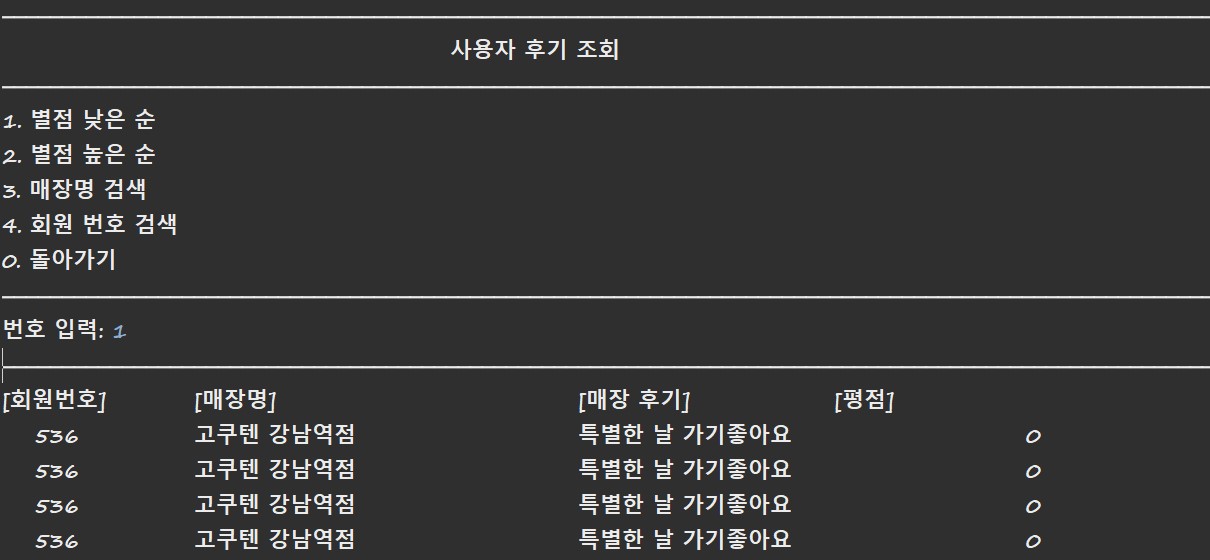 사용자 후기 조회
1. 별점 낮은 순
2. 별점 높은 순
3. 매장명 검색
4. 회원 번호 검색
0. 돌아가기
번호 입력: 1
[회원번호] [매장명] [매장 후기] [평점]
536 고쿠텐 강남역점 특별한 날 가기좋아요 0
536 고쿠텐 강남역점 특별한 날 가기좋아요 0
536 고쿠텐 강남역점 특별한 날 가기좋아요 0
536 고쿠텐 강남역점 특별한 날 가기좋아요 0